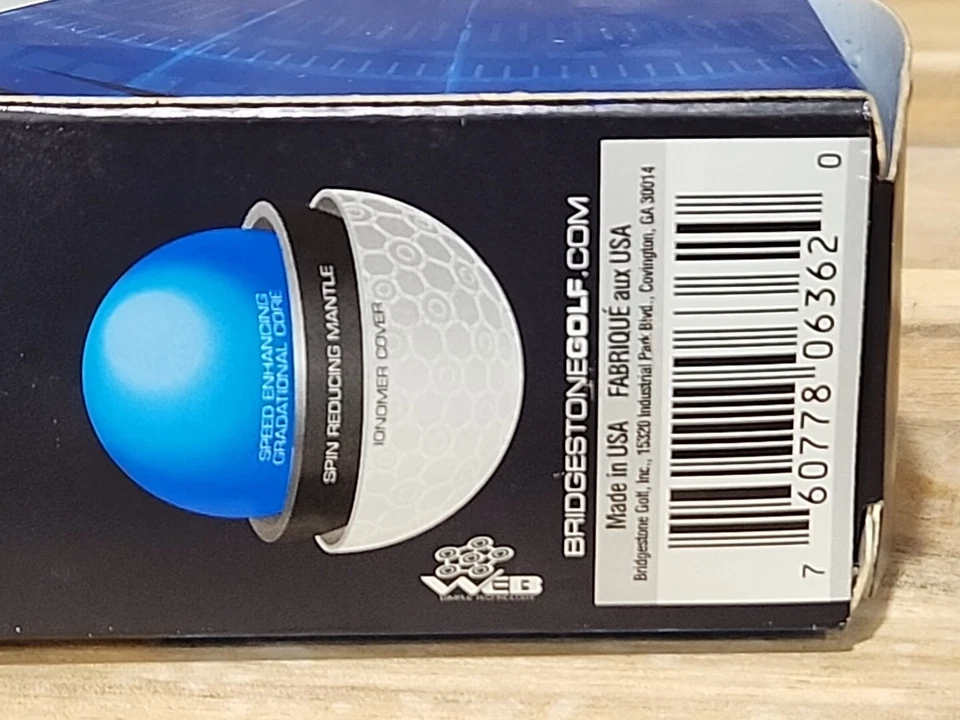 SPEED ENHANCING
GRADATIONAL CORE
SPIN REDUCING MANTLE
IONOMER COVER
WEB
BRIDGESTONEGOLF.COM
Made in USA FABRIQUÉ aux USA
Bridgestone Golf, Inc., 15320 Industrial Park Blvd., Covington, GA 30014
7 60778 06362 0